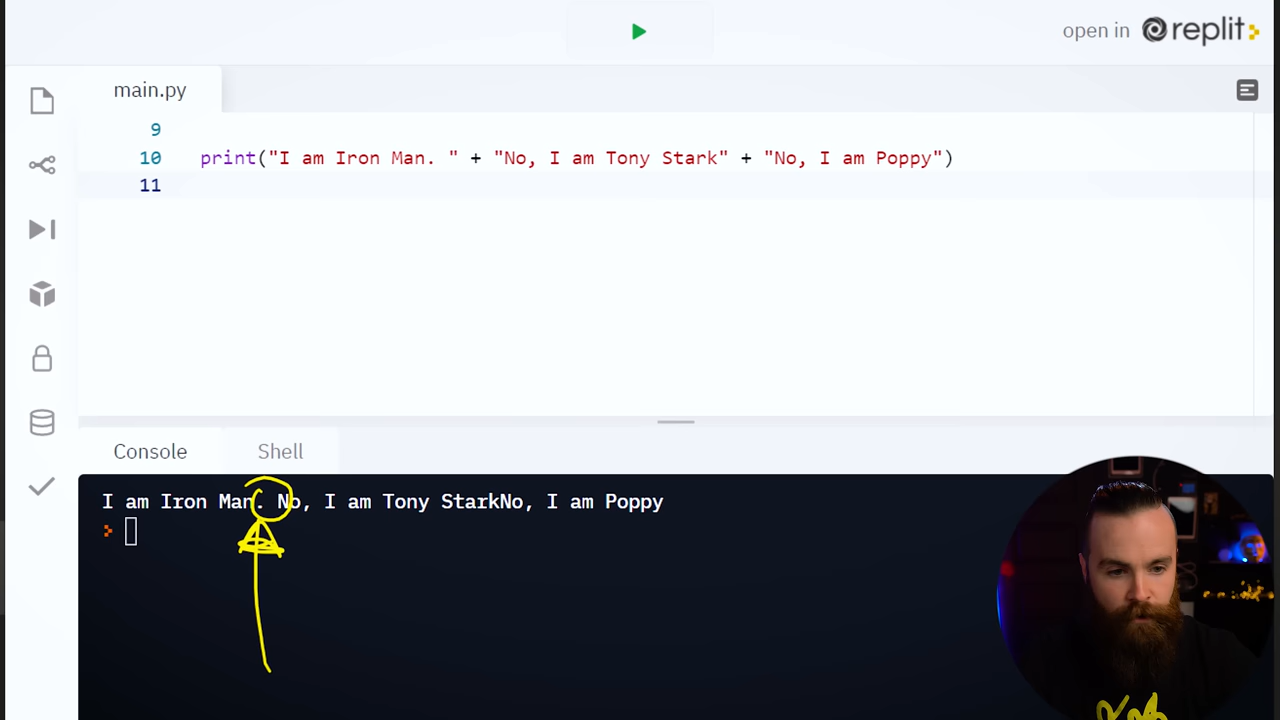 open in replit
main.py
9
10 print("I am Iron Man. " + "No, I am Tony Stark" + "No, I am Poppy")
11
Console Shell
I am Iron Man. No, I am Tony StarkNo, I am Poppy
>